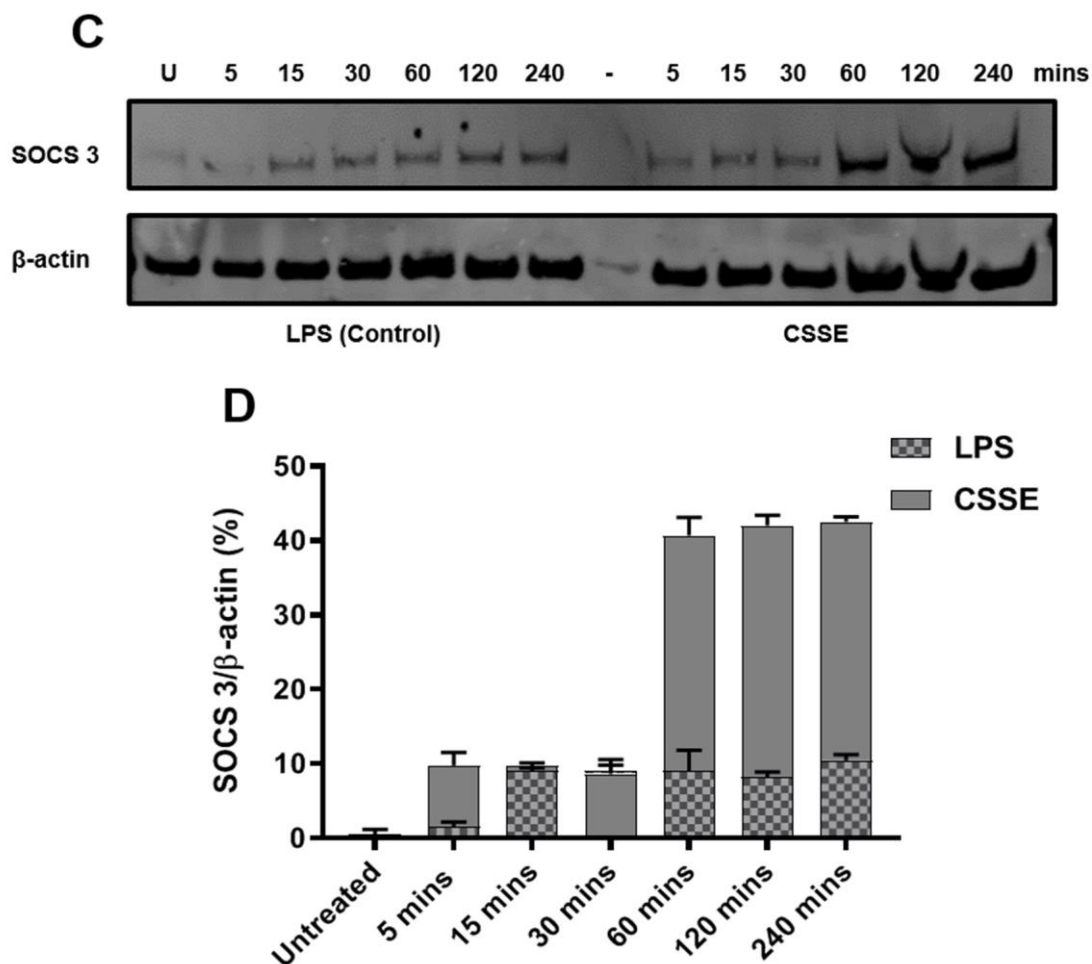 C
U 5 15 30 60 120 240 - 5 15 30 60 120 240 mins
SOCS 3
β-actin
LPS (Control) CSSE
D
LPS
CSSE
SOCS 3/β-actin (%)
50
40
30
20
10
0
Untreated
5 mins
15 mins
30 mins
60 mins
120 mins
240 mins